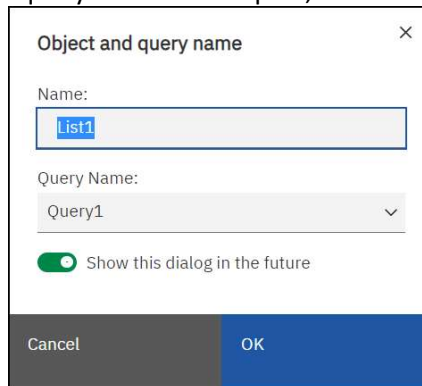 Object and query name
Name:
List1
Query Name:
Query1
Show this dialog in the future
Cancel
OK